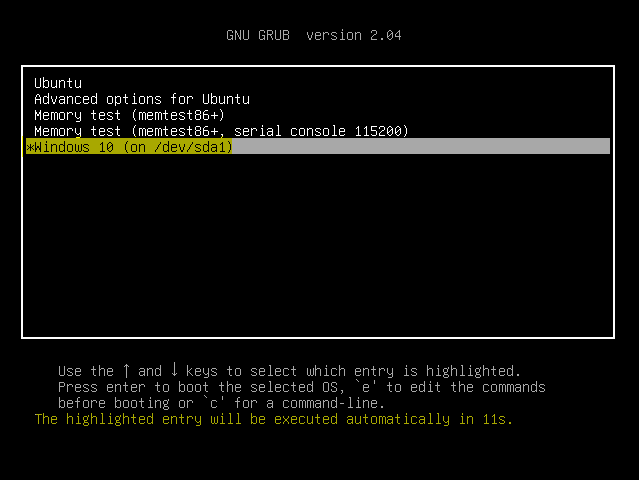 GNU GRUB  version 2.04
Ubuntu
Advanced options for Ubuntu
Memory test (memtest86+)
Memory test (memtest86+, serial console 115200)
*Windows 10 (on /dev/sda1)
Use the ↑ and ↓ keys to select which entry is highlighted.
Press enter to boot the selected OS, `e' to edit the commands
before booting or `c' for a command-line.
The highlighted entry will be executed automatically in 11s.